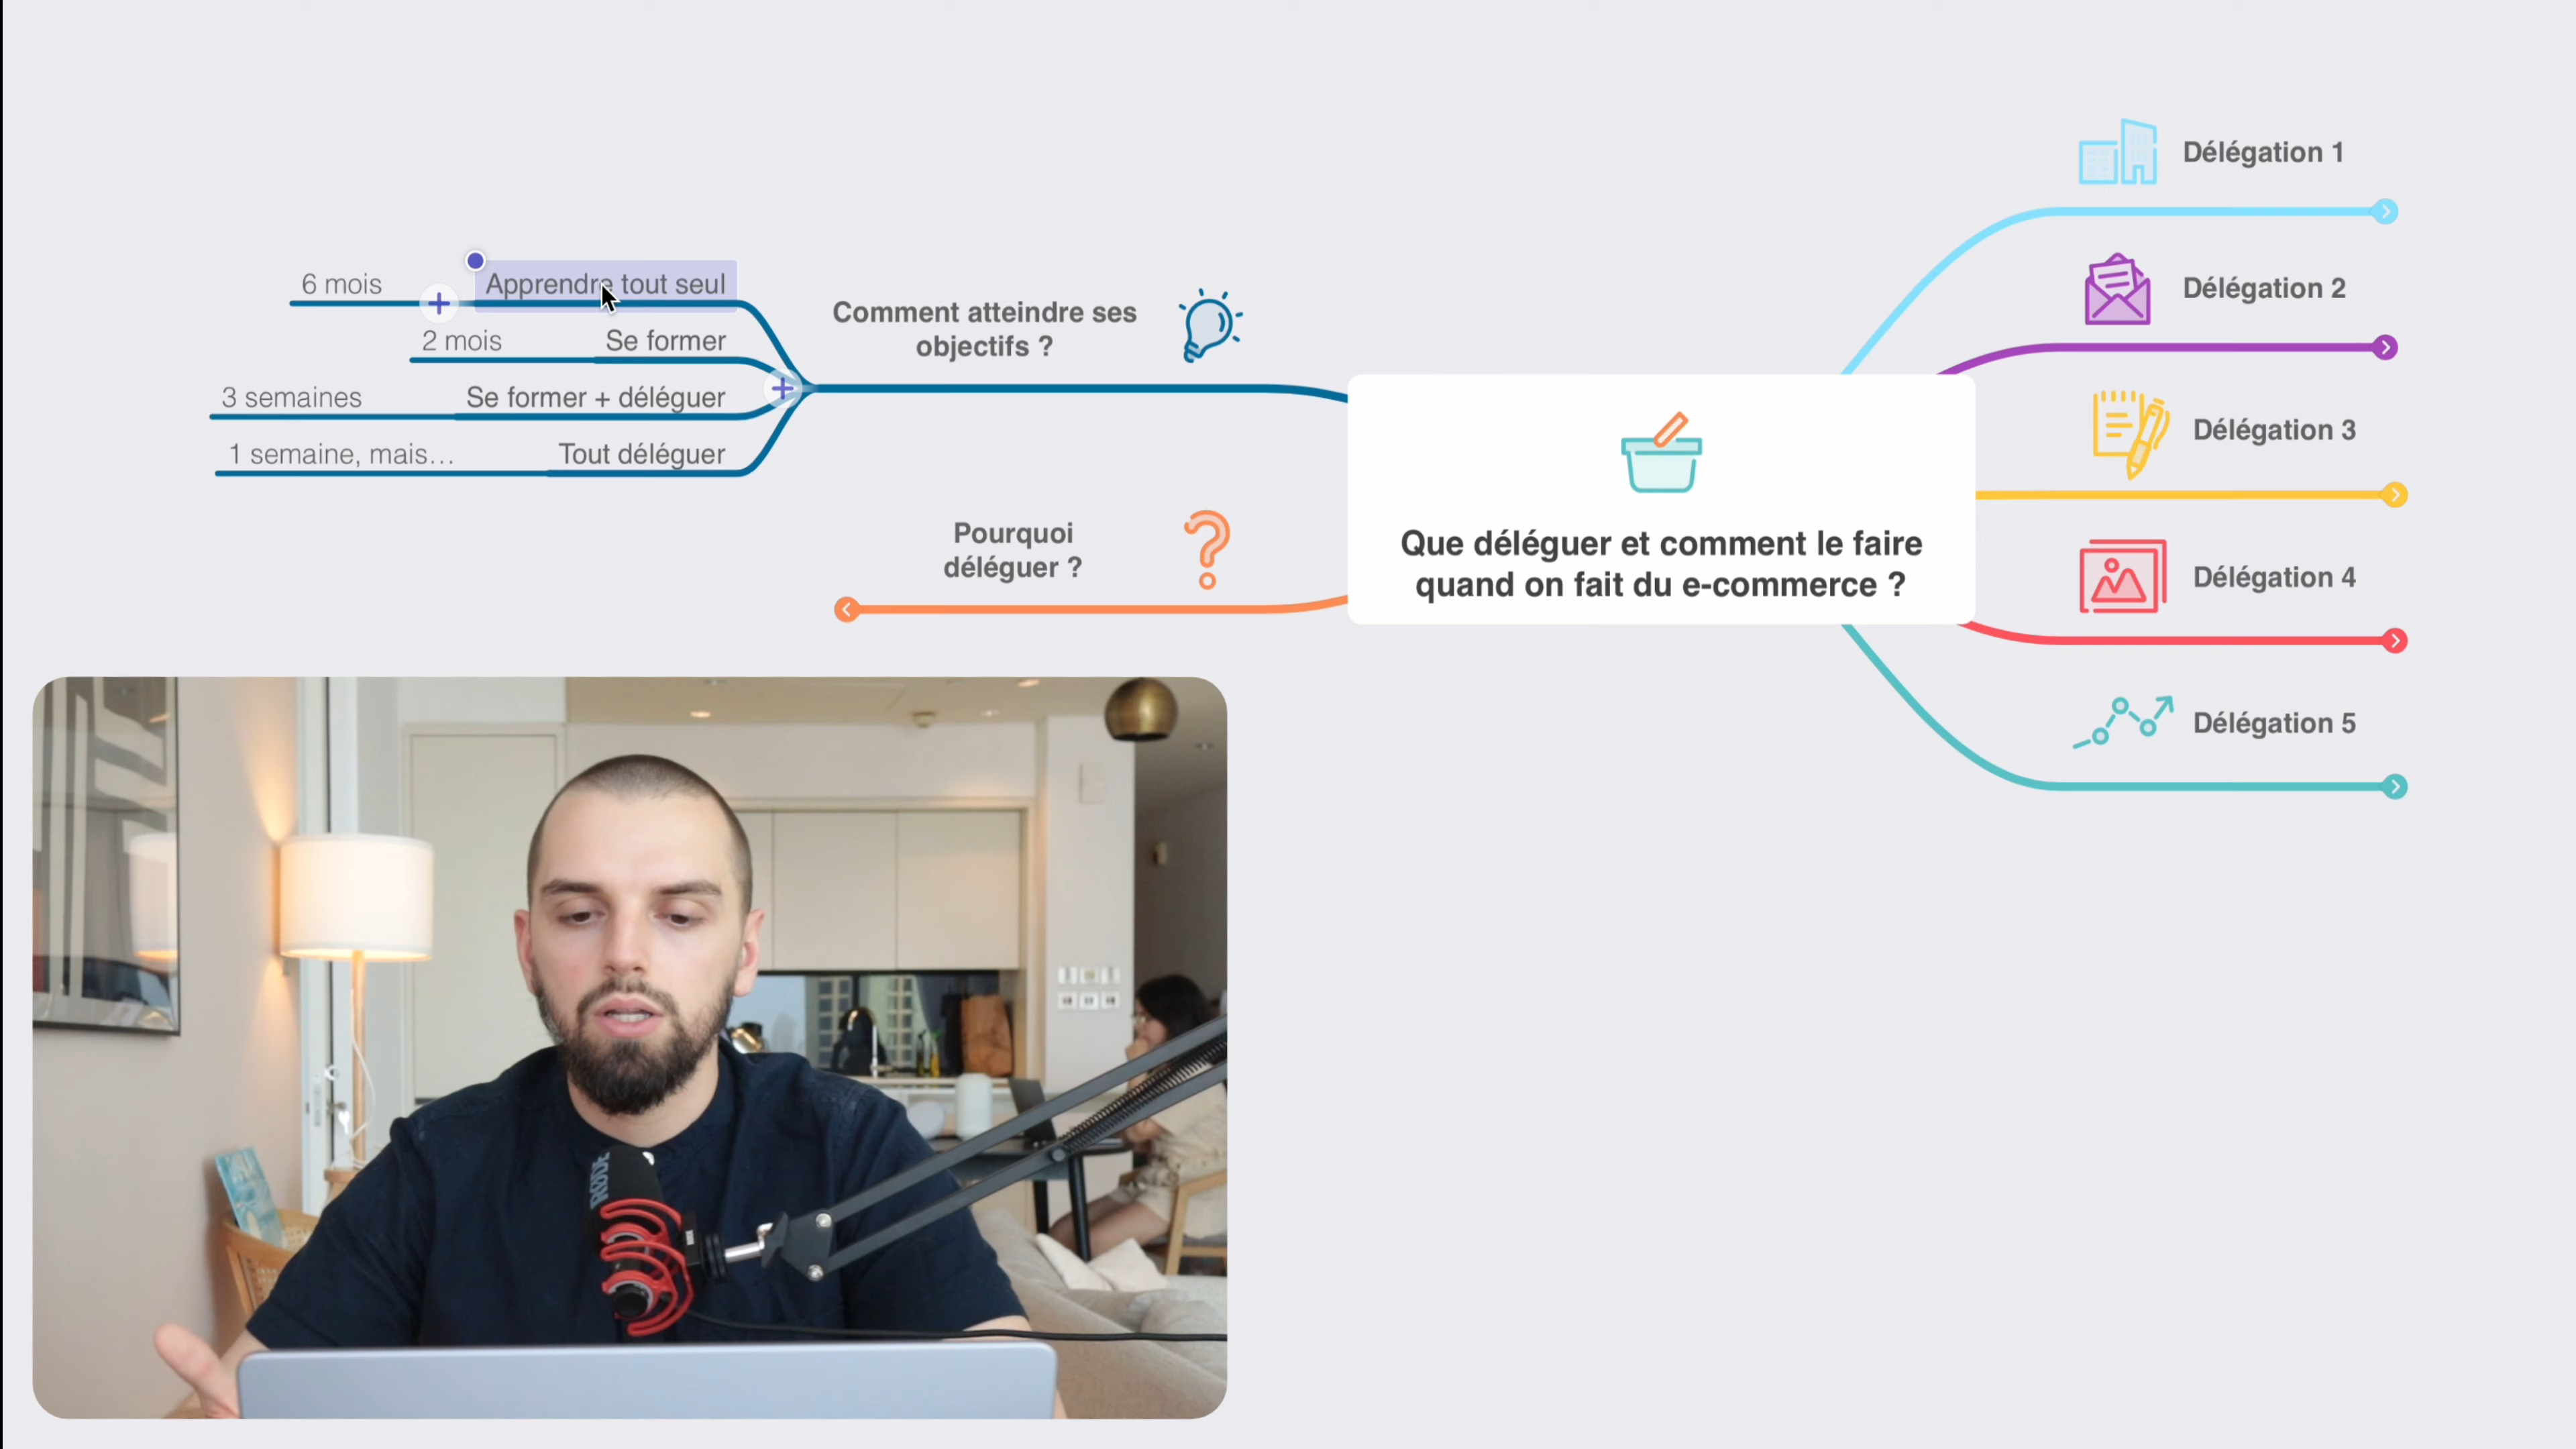 6 mois
Apprendre tout seul
2 mois
Se former
3 semaines
Se former + déléguer
1 semaine, mais...
Tout déléguer
Comment atteindre ses
objectifs ?
Pourquoi
déléguer ?
Que déléguer et comment le faire
quand on fait du e-commerce ?
Délégation 1
Délégation 2
Délégation 3
Délégation 4
Délégation 5
RØDE